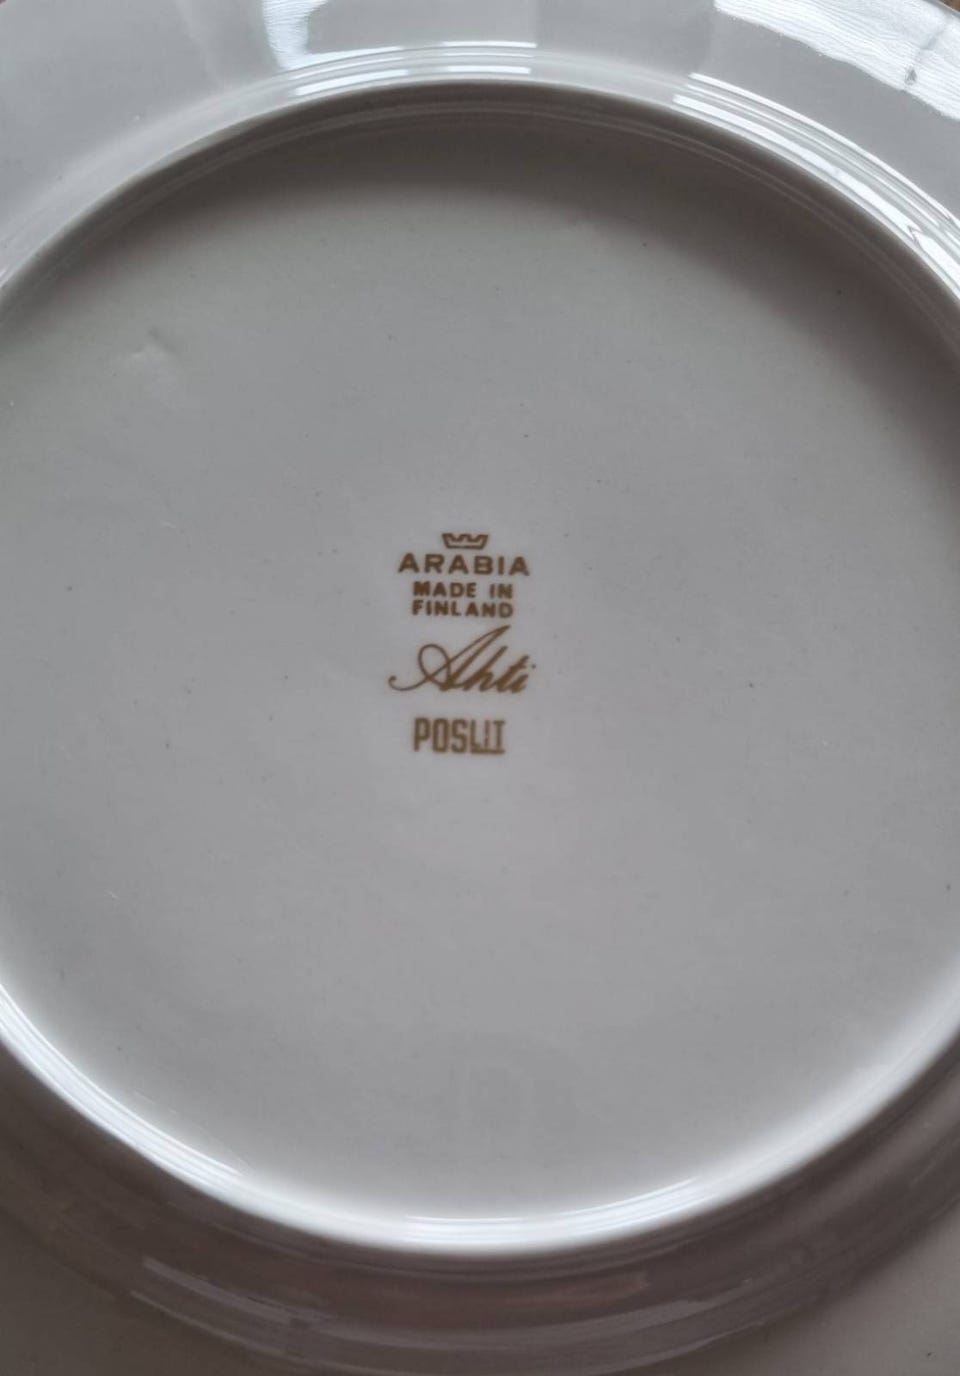 ARABIA
MADE IN
FINLAND
Ahti
POSLII